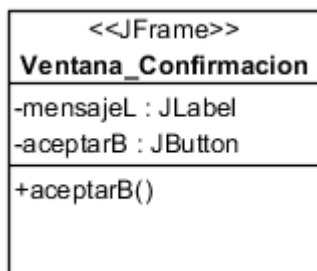 <<JFrame>>
Ventana_Confirmacion
-mensajeL : JLabel
-aceptarB : JButton
+aceptarB()